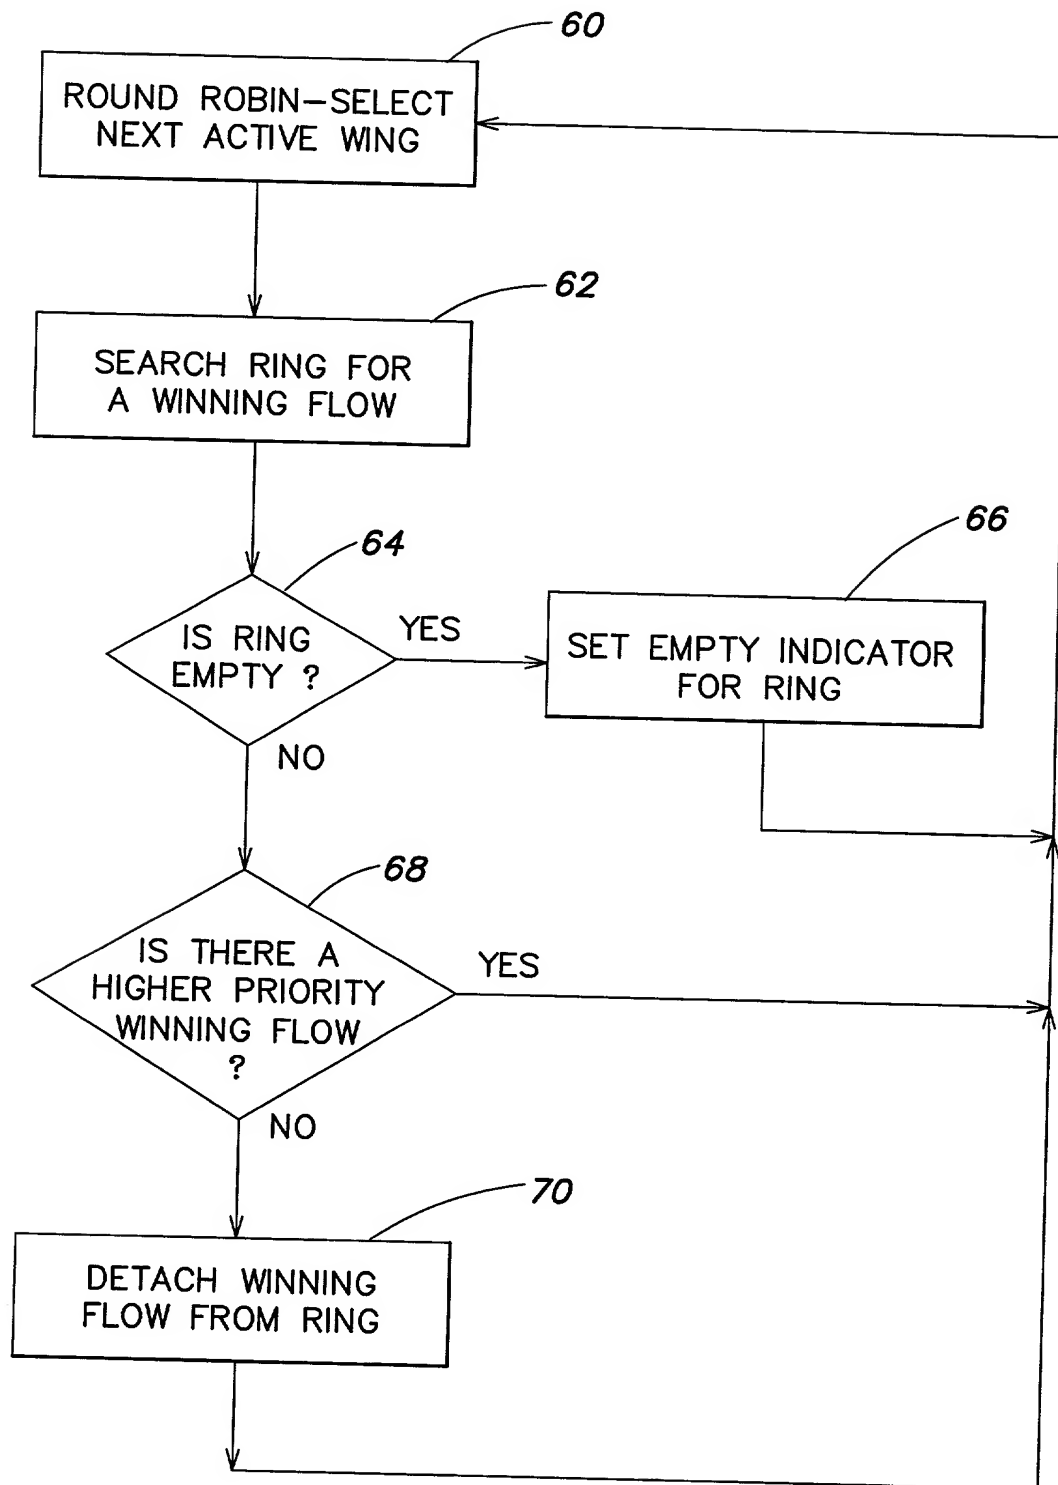 60
ROUND ROBIN-SELECT
NEXT ACTIVE WING
62
SEARCH RING FOR
A WINNING FLOW
64
IS RING
EMPTY ?
YES
66
SET EMPTY INDICATOR
FOR RING
NO
68
IS THERE A
HIGHER PRIORITY
WINNING FLOW
?
YES
NO
70
DETACH WINNING
FLOW FROM RING